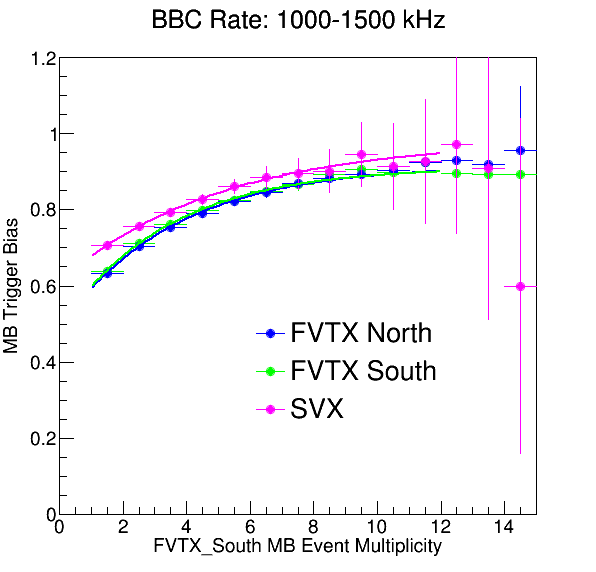 BBC Rate: 1000-1500 kHz
MB Trigger Bias
1.2
1
0.8
0.6
0.4
0.2
0
FVTX North
FVTX South
SVX
0 2 4 6 8 10 12 14
FVTX_South MB Event Multiplicity